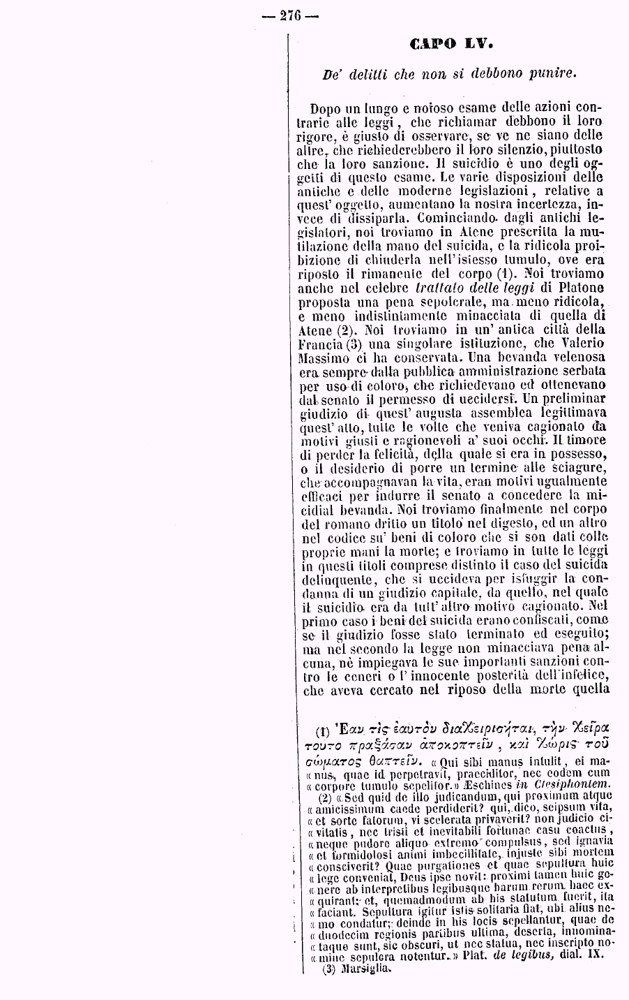 — 276 —
CAPO LV.
De' delitti che non si debbono punire.
Dopo un lungo e noioso esame delle azioni con-
trarie alle leggi, che richiamar debbono il loro
rigore, è giusto di osservare, se ve ne siano delle
altre, che richiederebbero il loro silenzio, piuttosto
che la loro sanzione. Il suicidio è uno degli og-
getti di questo esame. Le varie disposizioni delle
antiche e delle moderne legislazioni, relative a
quest' oggetto, aumentano la nostra incertezza, in-
vece di dissiparla. Cominciando dagli antichi le-
gislatori, noi troviamo in Atene prescritta la mu-
tilazione della mano del suicida, e la ridicola proi-
bizione di chiuderla nell'istesso tumulo, ove era
riposto il rimanente del corpo (1). Noi troviamo
anche nel celebre trattato delle leggi di Platone
proposta una pena sepolcrale, ma meno ridicola,
e meno indistintamente minacciata di quella di
Atene (2). Noi troviamo in un' antica città della
Francia (3) una singolare istituzione, che Valerio
Massimo ci ha conservata. Una bevanda velenosa
era sempre dalla pubblica amministrazione serbata
per uso di coloro, che richiedevano ed ottenevano
dal senato il permesso di uccidersi. Un preliminar
giudizio di quest' augusta assemblea legittimava
quest' atto, tutte le volte che veniva cagionato da
motivi giusti e ragionevoli a' suoi occhi. Il timore
di perder la felicità, della quale si era in possesso,
o il desiderio di porre un termine alle sciagure,
che accompagnavan la vita, eran motivi ugualmente
efficaci per indurre il senato a concedere la mi-
cidial bevanda. Noi troviamo finalmente nel corpo
del romano dritto un titolo nel digesto, ed un altro
nel codice su' beni di coloro che si son dati colle
proprie mani la morte; e troviamo in tutte le leggi
in questi titoli comprese distinto il caso del suicida
delinquente, che si uccideva per isfuggir la con-
danna di un giudizio capitale, da quello, nel quale
il suicidio era da tutt' altro motivo cagionato. Nel
primo caso i beni del suicida erano confiscati, come
se il giudizio fosse stato terminato ed eseguito;
ma nel secondo la legge non minacciava pena al-
cuna, nè impiegava le sue importanti sanzioni con-
tro le ceneri o l' innocente posterità dell'infelice,
che aveva cercato nel riposo della morte quella
(1) Ἐαν τὶς ἑαυτὸν διαχειρισήται, τὴν χεῖρα
τουτο πραξάσαν ἀποκοπτεῖν, καὶ χώρις τοῦ
σώματος θαπτεῖν. « Qui sibi manus intulit, ei ma-
« nus, quae id perpetravit, praeciditor, nec eodem cum
« corpore tumulo sepelitor. » Æschines in Ctesiphontem.
(2) « Sed quid de illo judicandum, qui proximum atque
« amicissimum caede perdiderit? qui, dico, seipsum vita,
« et sorte fatorum, vi scelerata privaverit? non judicio ci-
« vitatis, nec tristi et inevitabili fortunae casu coactus,
« neque pudore aliquo extremo compulsus, sed ignavia
« et formidolosi animi imbecillitate, injuste sibi mortem
« consciverit? Quae purgationes et quae sepultura huic
« lege conveniat, Deus ipse novit: proximi tamen huic ge-
« nere ab interpretibus legibusque harum rerum haec ex-
« quirant; et, quemadmodum ab his statutum fuerit, ita
« faciant. Sepultura igitur istis solitaria fiat, ubi alius ne-
« mo condatur; deinde in his locis sepellantur, quae de
« duodecim regionis partibus ultima, deserta, innomina-
« taque sunt, sic obscuri, ut nec statua, nec inscripto no-
« mine sepulcra notentur. » Plat. de legibus, dial. IX.
(3) Marsiglia.